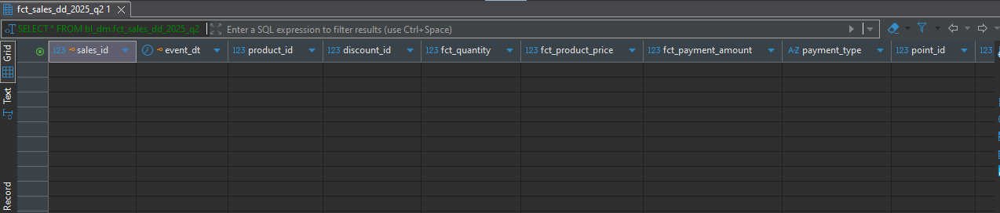 fct_sales_dd_2025_q2 1
SELECT * FROM bl_dm.fct_sales_dd_2025_q2 Enter a SQL expression to filter results (use Ctrl+Space)
Grid
123 sales_id event_dt 123 product_id 123 discount_id 123 fct_quantity 123 fct_product_price 123 fct_payment_amount A-Z payment_type 123 point_id 123
Text
Record